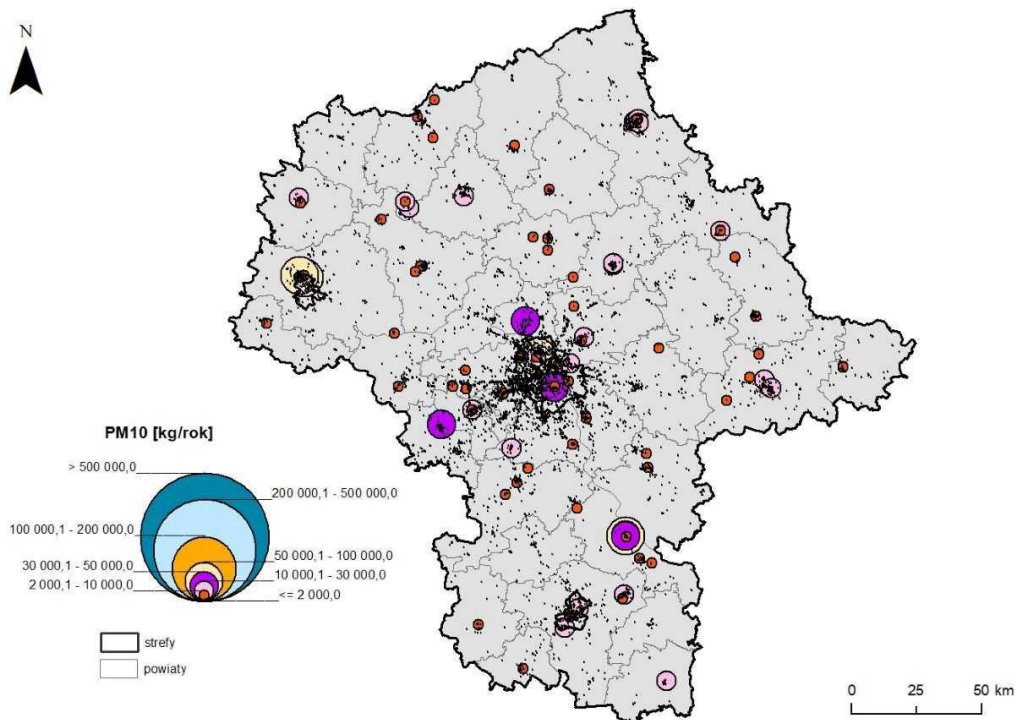 N
PM10 [kg/rok]
> 500 000,0
200 000,1 - 500 000,0
100 000,1 - 200 000,0
50 000,1 - 100 000,0
30 000,1 - 50 000,0
10 000,1 - 30 000,0
2 000,1 - 10 000,0
<= 2 000,0
strefy
powiaty
0 25 50 km